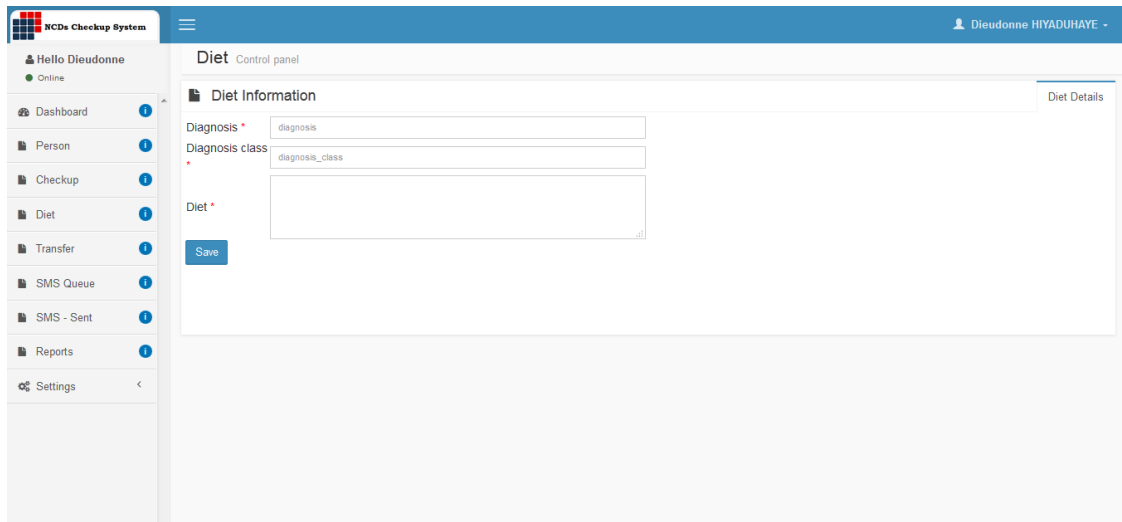 NCDs Checkup System
Dieudonne HIYADUHAYE
Hello Dieudonne
Online
Dashboard
Person
Checkup
Diet
Transfer
SMS Queue
SMS - Sent
Reports
Settings
Diet Control panel
Diet Information
Diet Details
Diagnosis *
diagnosis
Diagnosis class
*
diagnosis_class
Diet *
Save